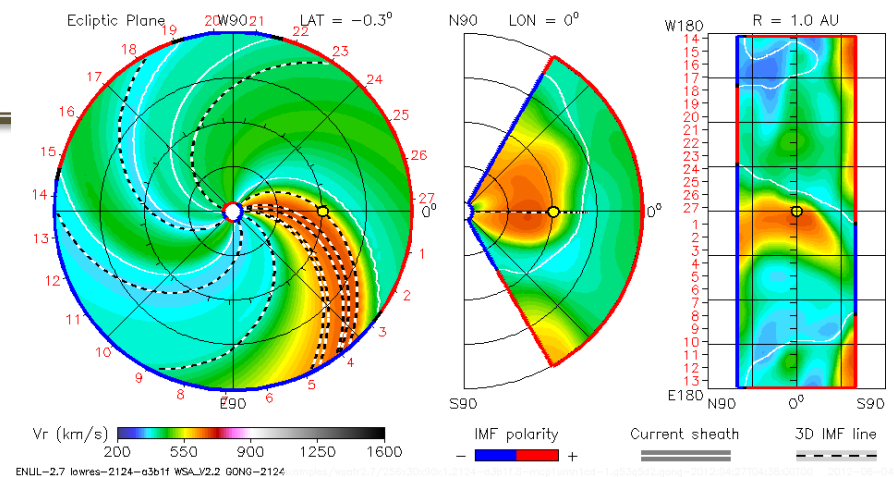 Ecliptic Plane W90 LAT = -0.3°
N90 LON = 0° 0°
W180 R = 1.0 AU
13 14 15 16 17 18 19 20 21 22 23 24 25 26 27 0° 1 2 3 4 5 6 7 8 9 10 11 12
E90
S90
14 15 16 17 18 19 20 21 22 23 24 25 26 27 1 2 3 4 5 6 7 8 9 10 11 12 13
E180 N90 0° S90
Vr (km/s) 200 550 900 1250 1600
IMF polarity - +
Current sheath
3D IMF line
ENLIL-2.7 lowres-2124-a3b1f WSA_V2.2 GONG-2124